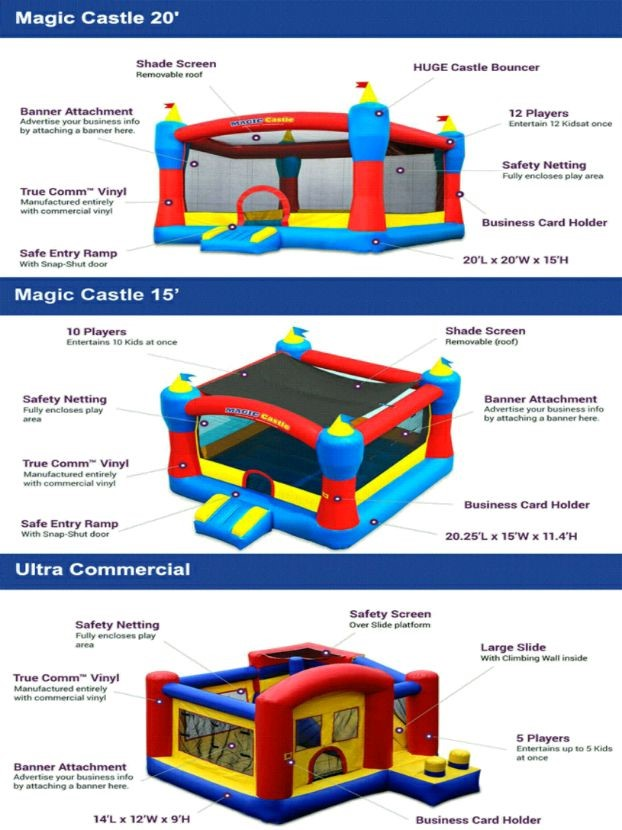 Magic Castle 20'
Shade Screen
Removable roof
HUGE Castle Bouncer
Banner Attachment
Advertise your business info
by attaching a banner here.
12 Players
Entertain 12 Kidsat once
MAGIC Castle
Safety Netting
Fully encloses play area
True Comm™ Vinyl
Manufactured entirely
with commercial vinyl
Business Card Holder
Safe Entry Ramp
With Snap-Shut door
20'L x 20'W x 15'H
Magic Castle 15’
10 Players
Entertains 10 Kids at once
Shade Screen
Removable (roof)
Safety Netting
Fully encloses play
area
Banner Attachment
Advertise your business info
by attaching a banner here.
MAGIC Castle
True Comm™ Vinyl
Manufactured entirely
with commercial vinyl
Business Card Holder
Safe Entry Ramp
With Snap-Shut door
20.25’L x 15’W x 11.4’H
Ultra Commercial
Safety Netting
Fully encloses play
area
Safety Screen
Over Slide platform
Large Slide
With Climbing Wall inside
True Comm™ Vinyl
Manufactured entirely
with commercial vinyl
5 Players
Entertains up to 5 Kids
at once
Banner Attachment
Advertise your business info
by attaching a banner here.
14’L x 12’W x 9’H
Business Card Holder